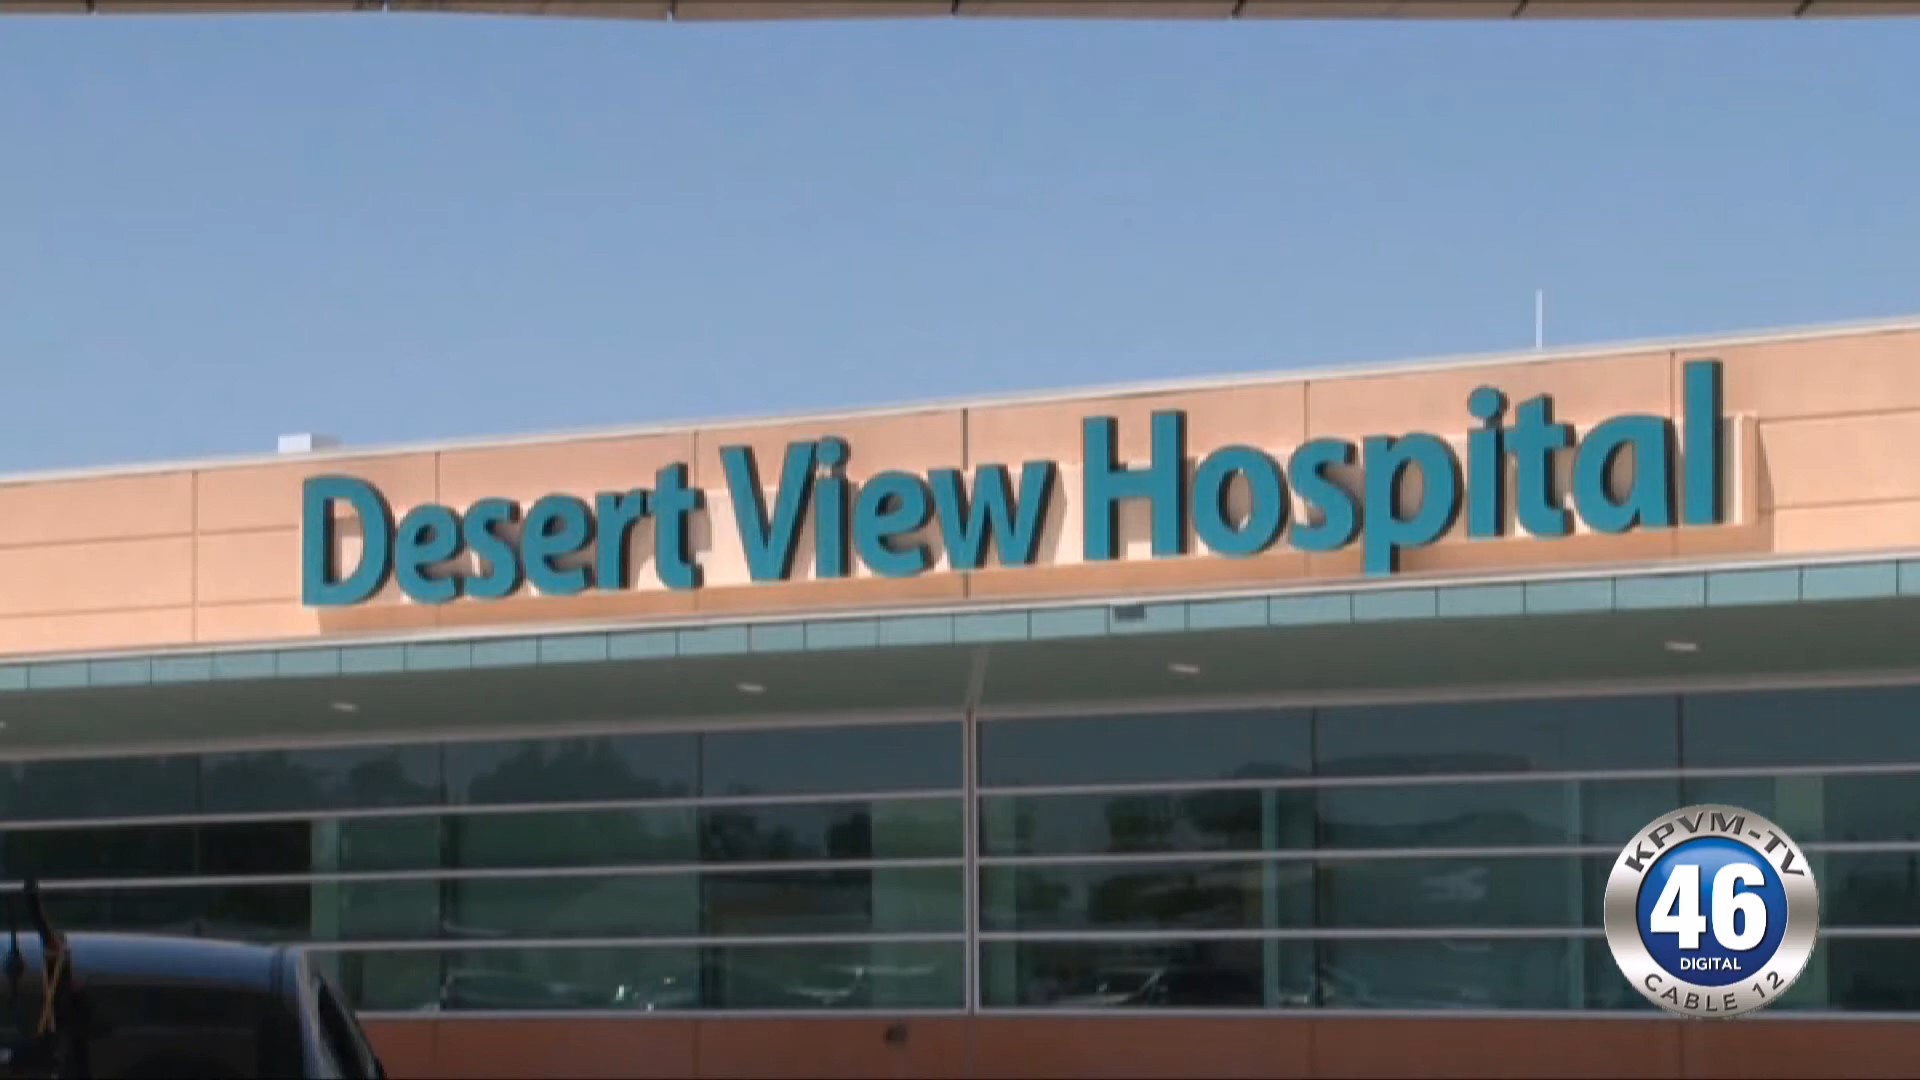 Desert View Hospital
KPVM-TV
46
DIGITAL
CABLE 12